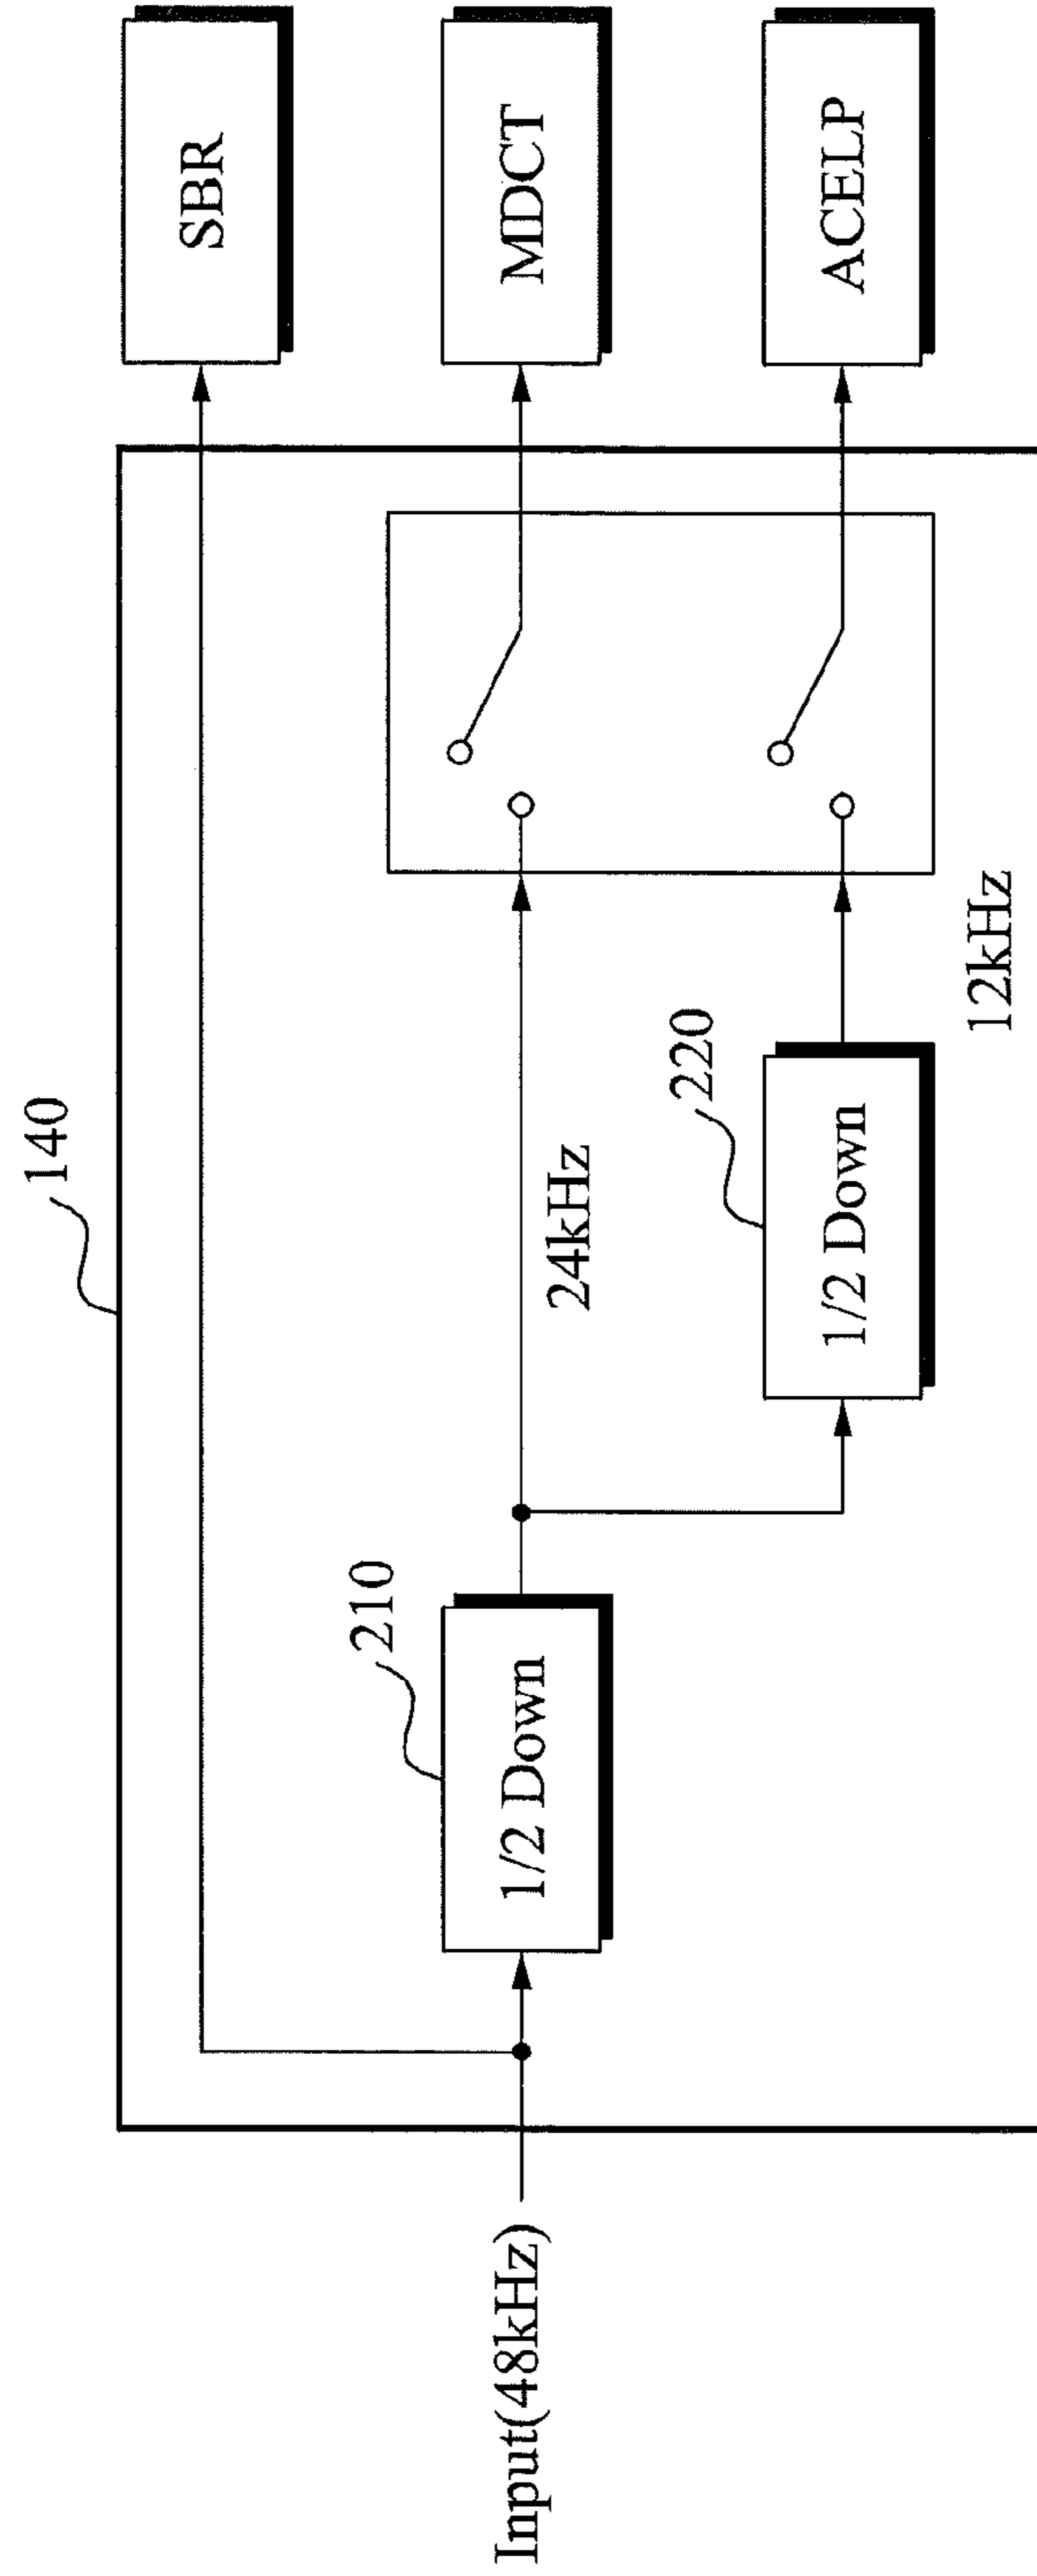 140
SBR
210
1/2 Down
24kHz
MDCT
Input(48kHz)
220
1/2 Down
12kHz
ACELP